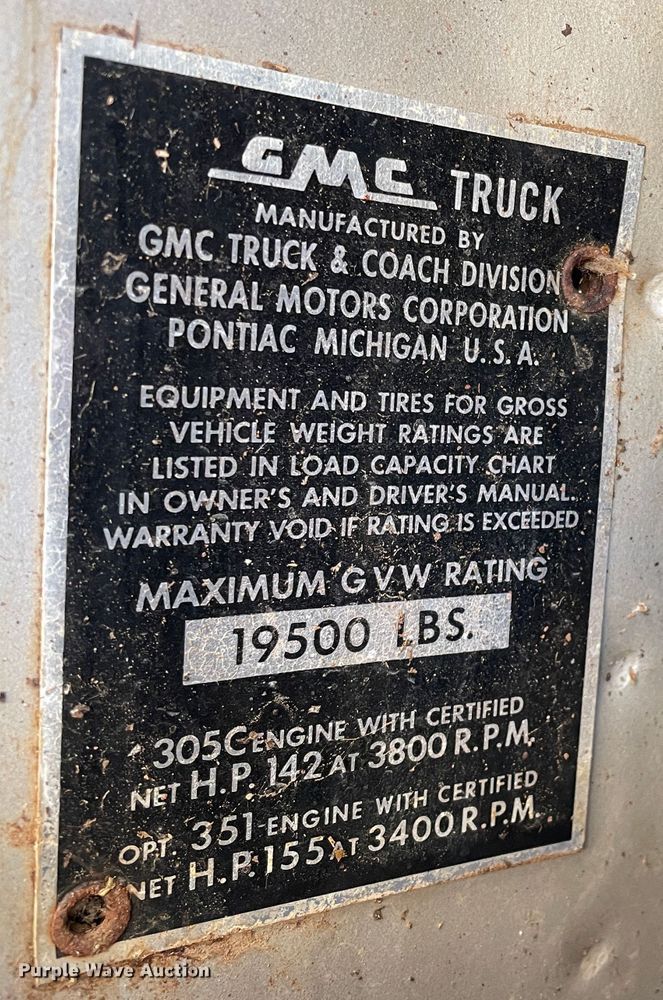 GMC TRUCK
MANUFACTURED BY
GMC TRUCK & COACH DIVISION
GENERAL MOTORS CORPORATION
PONTIAC MICHIGAN U.S.A.
EQUIPMENT AND TIRES FOR GROSS
VEHICLE WEIGHT RATINGS ARE
LISTED IN LOAD CAPACITY CHART
IN OWNER'S AND DRIVER'S MANUAL.
WARRANTY VOID IF RATING IS EXCEEDED
MAXIMUM GVW RATING
19500 LBS.
305C ENGINE WITH CERTIFIED
NET H.P. 142 AT 3800 R.P.M.
OPT. 351 ENGINE WITH CERTIFIED
NET H.P. 155 AT 3400 R.P.M.
Purple Wave Auction